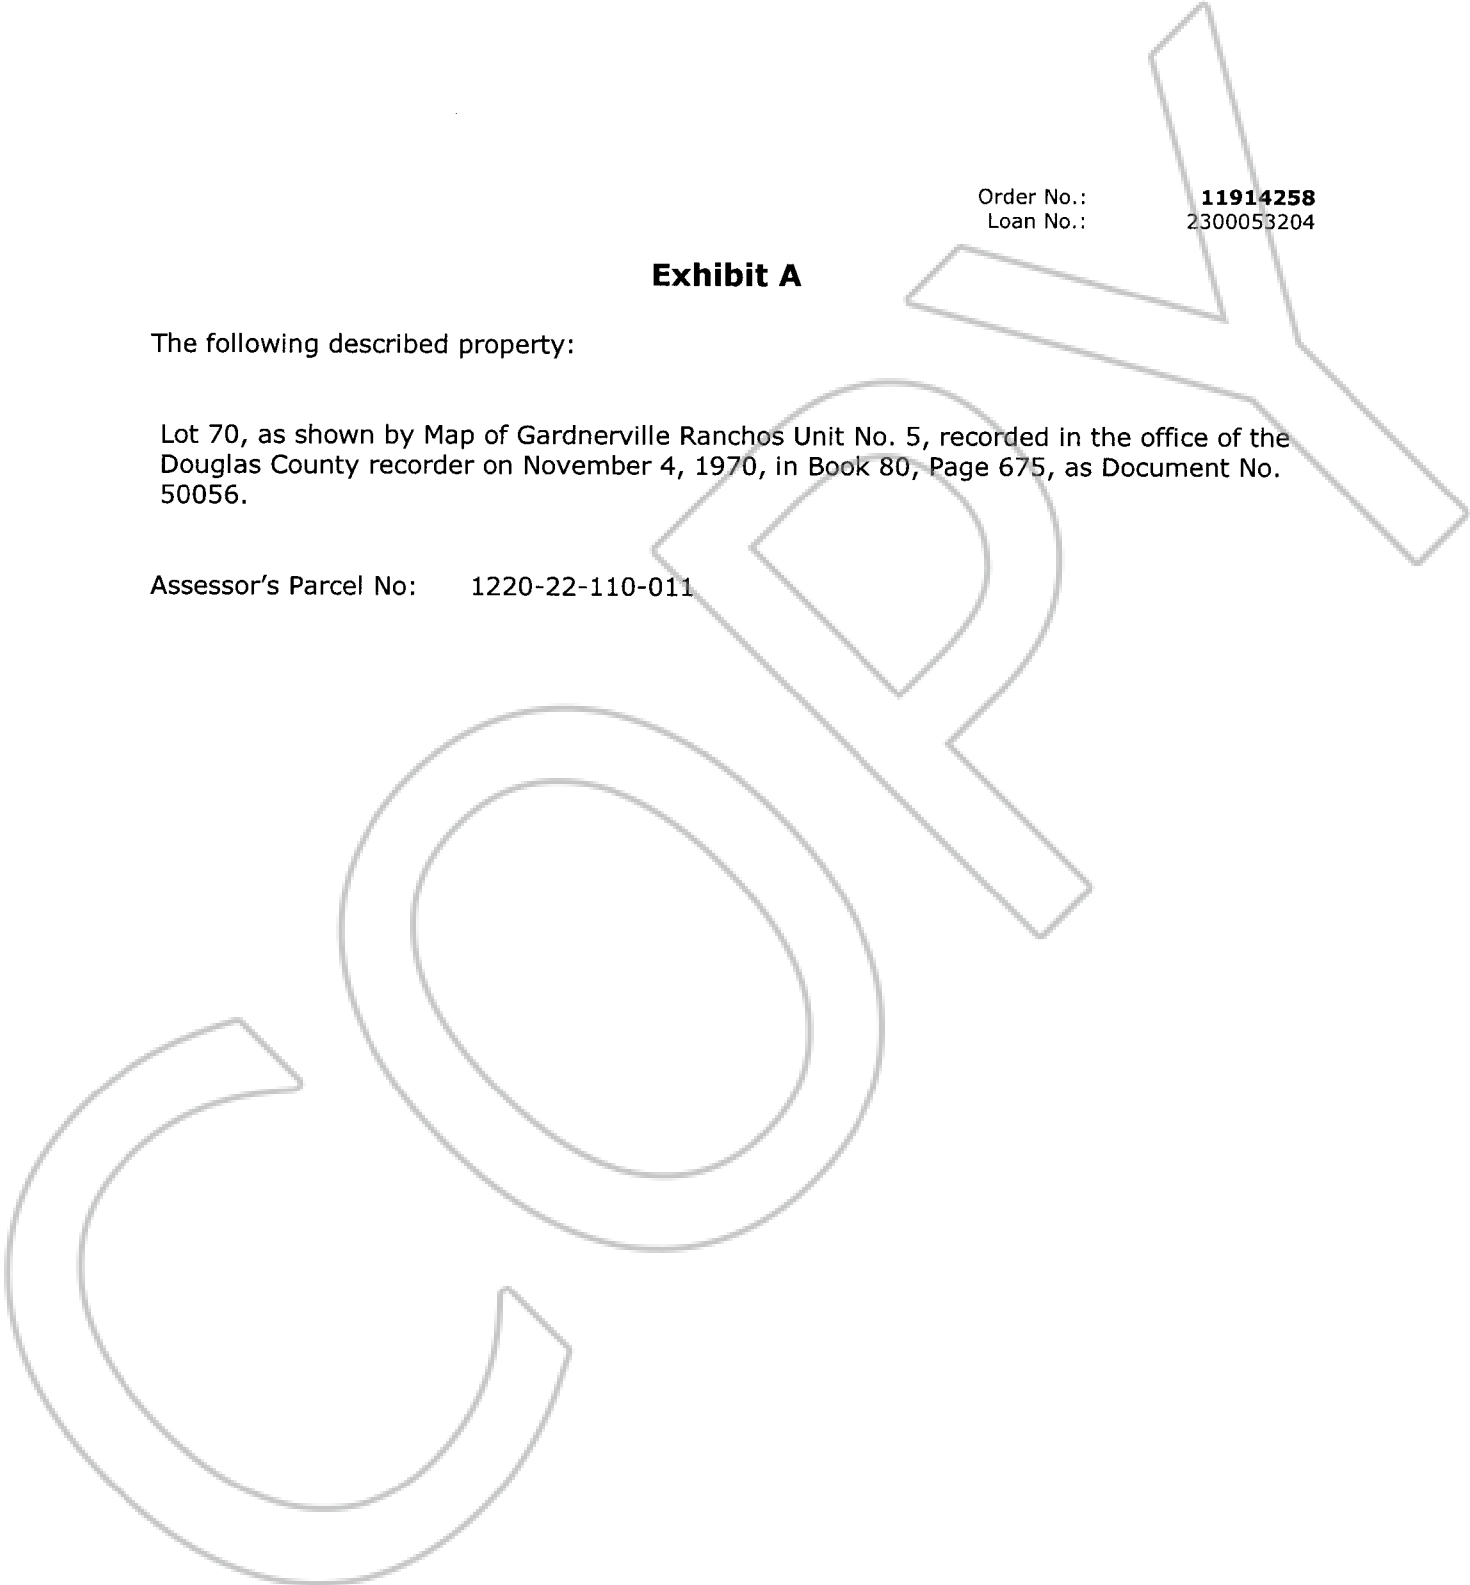 Order No.: 11914258
Loan No.: 2300053204
Exhibit A
The following described property:
Lot 70, as shown by Map of Gardnerville Ranchos Unit No. 5, recorded in the office of the
Douglas County recorder on November 4, 1970, in Book 80, Page 675, as Document No.
50056.
Assessor's Parcel No: 1220-22-110-011
COPY